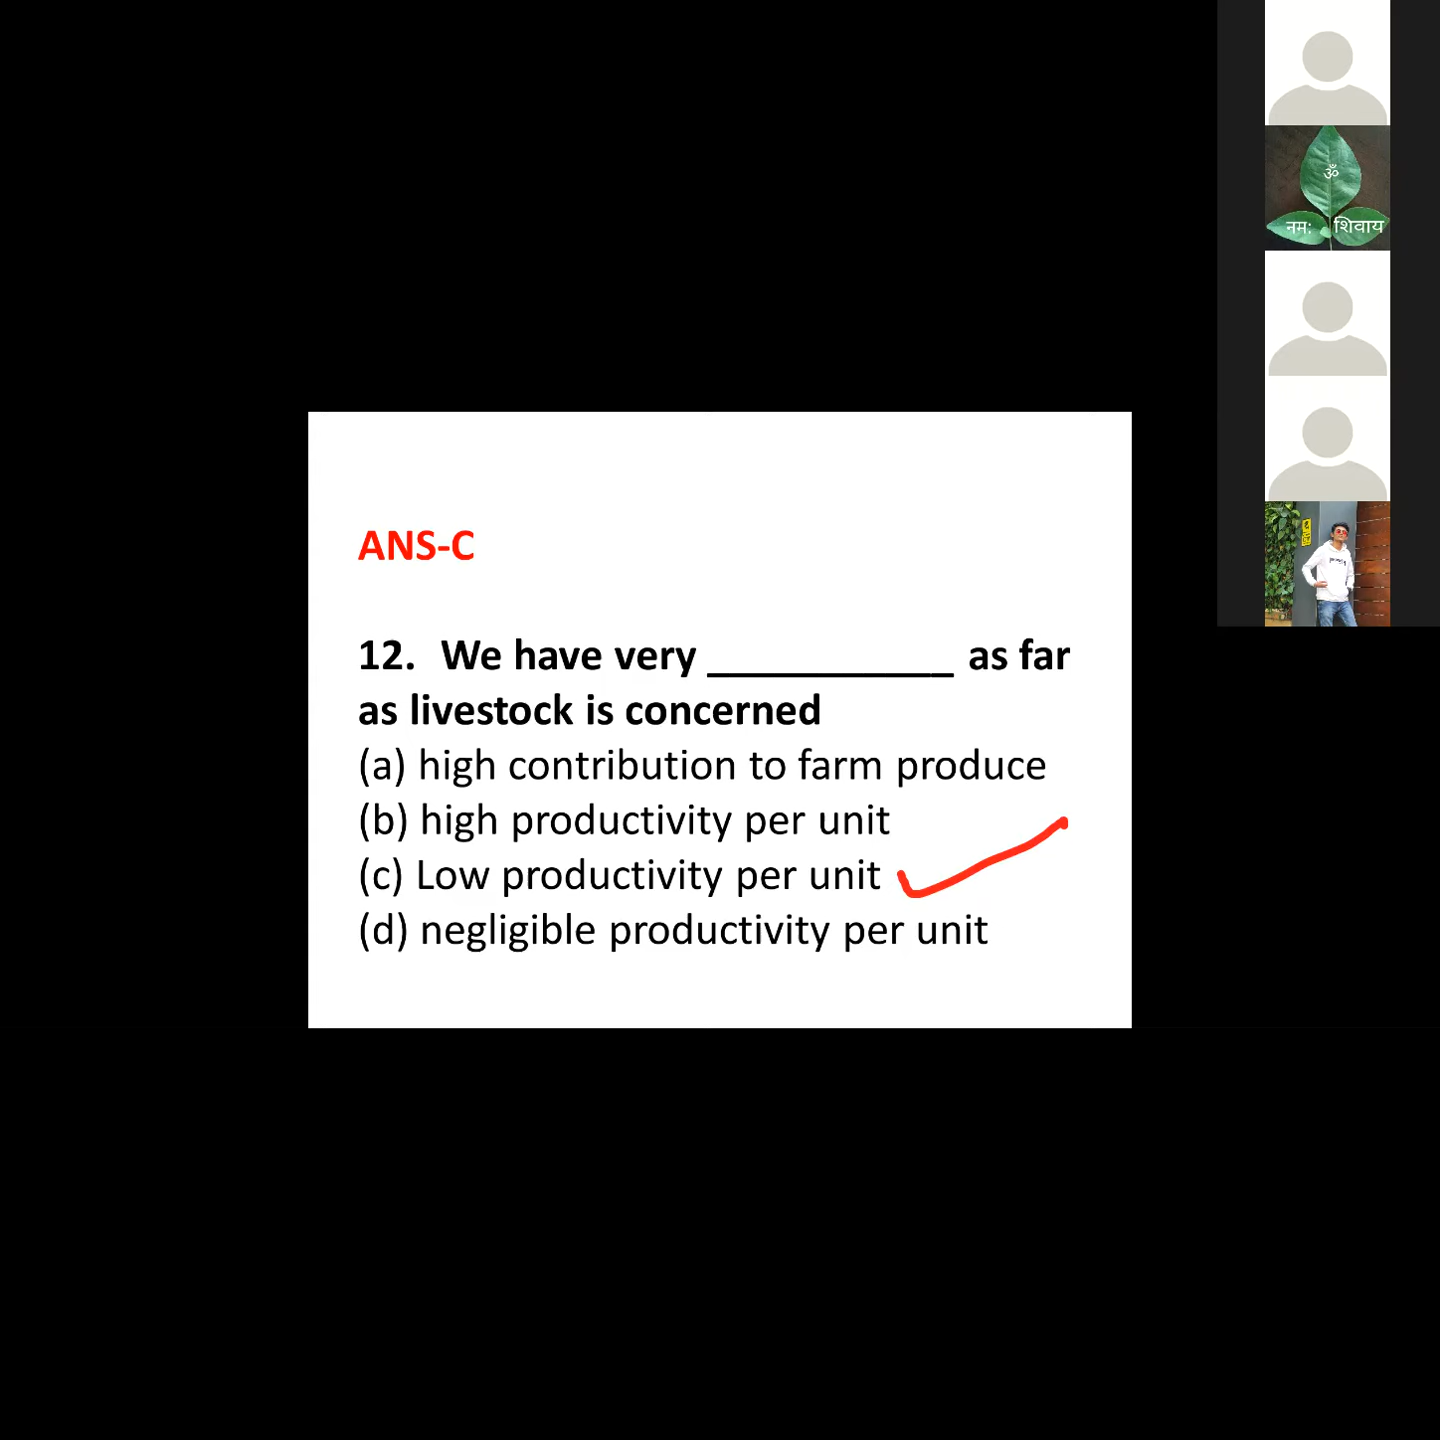 ANS-C
12. We have very ___________ as far
as livestock is concerned
(a) high contribution to farm produce
(b) high productivity per unit
(c) Low productivity per unit
(d) negligible productivity per unit
ॐ
नमः शिवाय